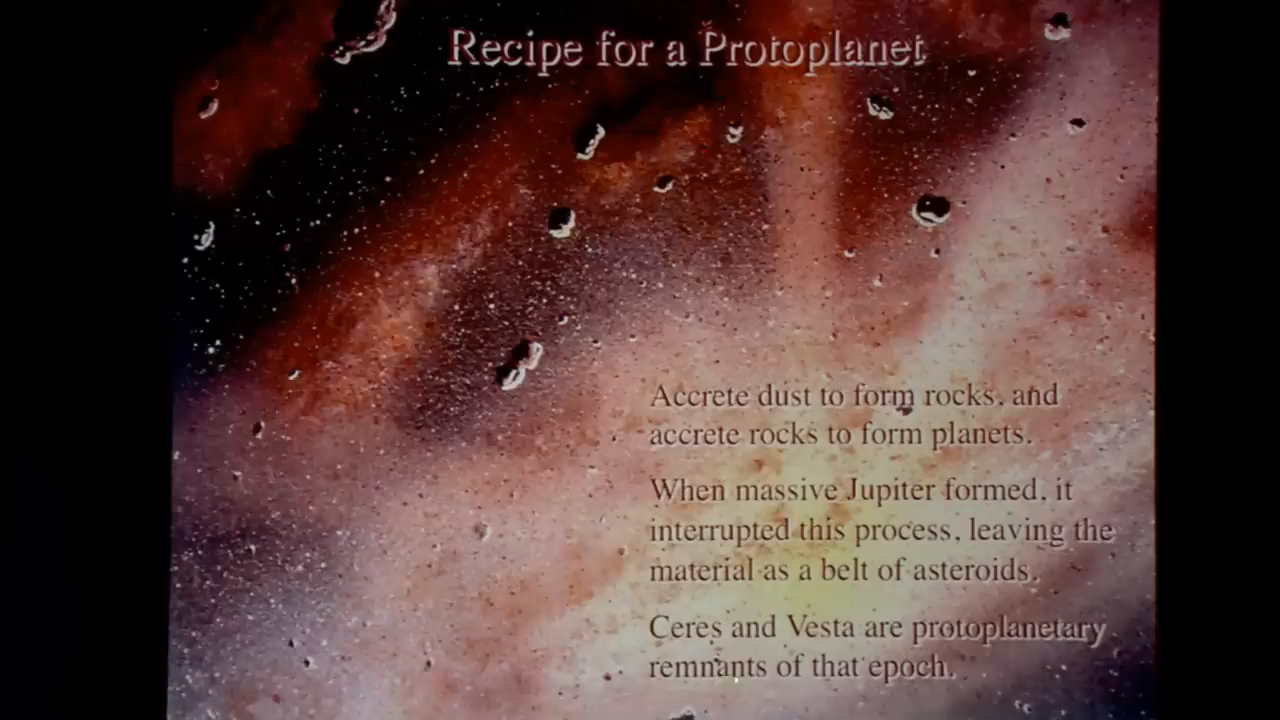 Recipe for a Protoplanet
Accrete dust to form rocks, and
accrete rocks to form planets.
When massive Jupiter formed, it
interrupted this process, leaving the
material as a belt of asteroids.
Ceres and Vesta are protoplanetary
remnants of that epoch.